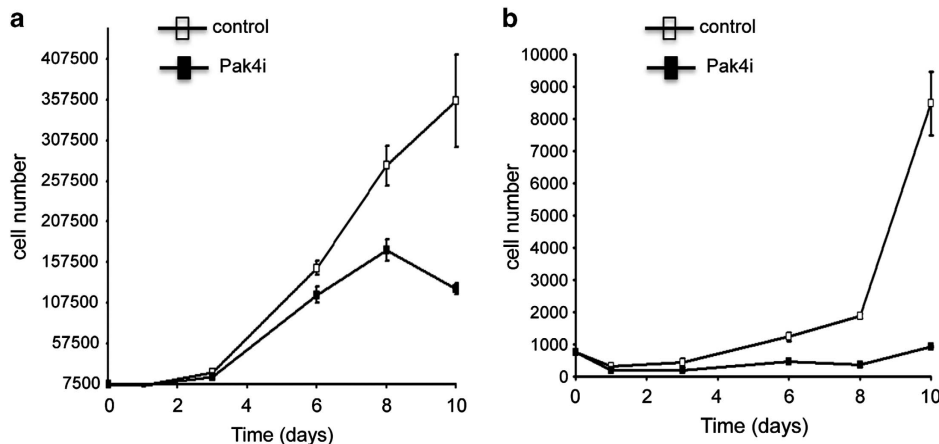 a
control
Pak4i
407500
357500
307500
257500
207500
157500
107500
57500
7500
cell number
0 2 4 6 8 10
Time (days)
b
control
Pak4i
10000
9000
8000
7000
6000
5000
4000
3000
2000
1000
0
cell number
0 2 4 6 8 10
Time (days)